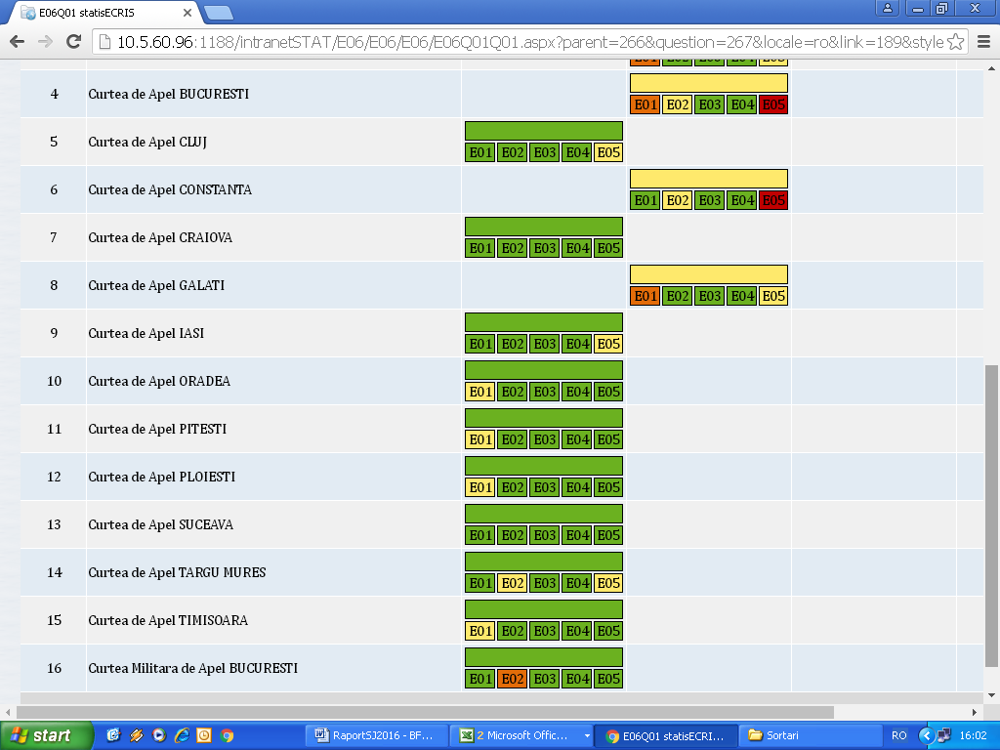 E06Q01 statisECRIS
10.5.60.96:1188/intranetSTAT/E06/E06/E06/E06Q01Q01.aspx?parent=266&question=267&locale=ro&link=189&style
E01 E02 E03 E04 E05
4 Curtea de Apel BUCURESTI
E01 E02 E03 E04 E05
5 Curtea de Apel CLUJ
E01 E02 E03 E04 E05
6 Curtea de Apel CONSTANTA
E01 E02 E03 E04 E05
7 Curtea de Apel CRAIOVA
E01 E02 E03 E04 E05
8 Curtea de Apel GALATI
E01 E02 E03 E04 E05
9 Curtea de Apel IASI
E01 E02 E03 E04 E05
10 Curtea de Apel ORADEA
E01 E02 E03 E04 E05
11 Curtea de Apel PITESTI
E01 E02 E03 E04 E05
12 Curtea de Apel PLOIESTI
E01 E02 E03 E04 E05
13 Curtea de Apel SUCEAVA
E01 E02 E03 E04 E05
14 Curtea de Apel TARGU MURES
E01 E02 E03 E04 E05
15 Curtea de Apel TIMISOARA
E01 E02 E03 E04 E05
16 Curtea Militara de Apel BUCURESTI
E01 E02 E03 E04 E05
start RaportSJ2016 - BF... 2 Microsoft Offic... E06Q01 statisECRI... Sortari RO 16:02